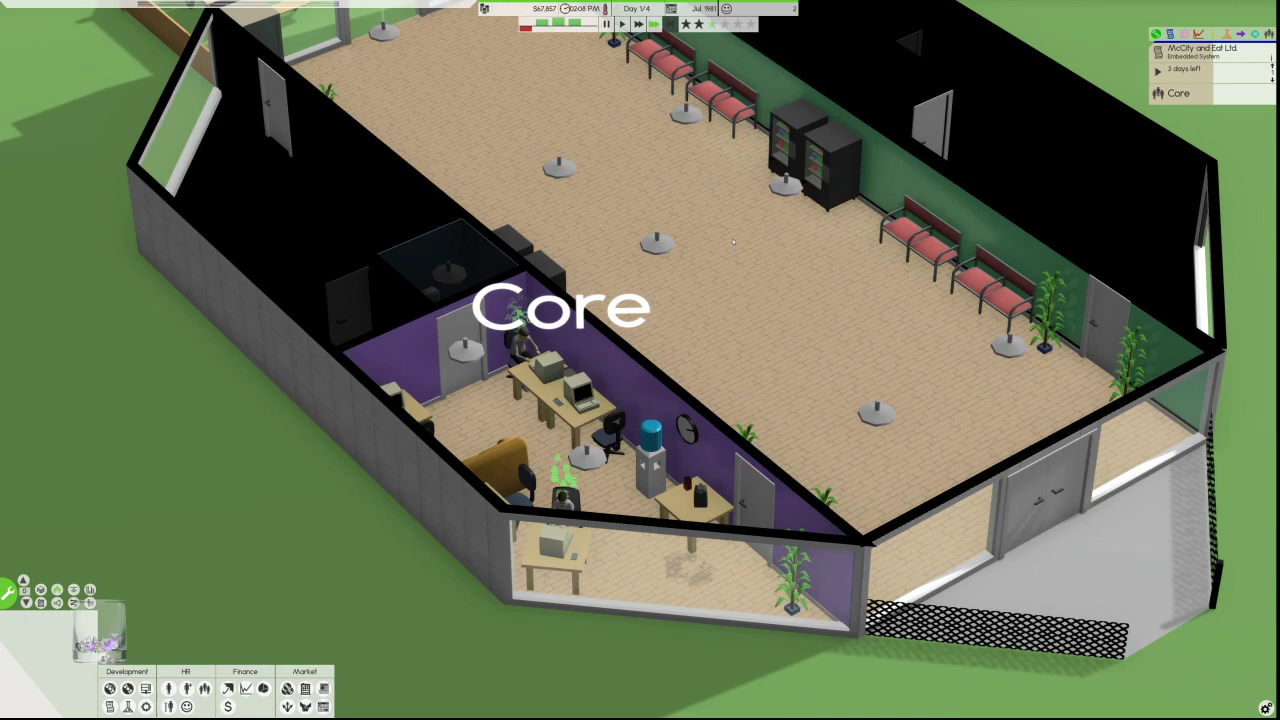 $67,857 02:08 PM Day 1/4 Jul. 1981 2
McCity and Eat Ltd.
Embedded System
3 days left
Core
Core
Development HR Finance Market